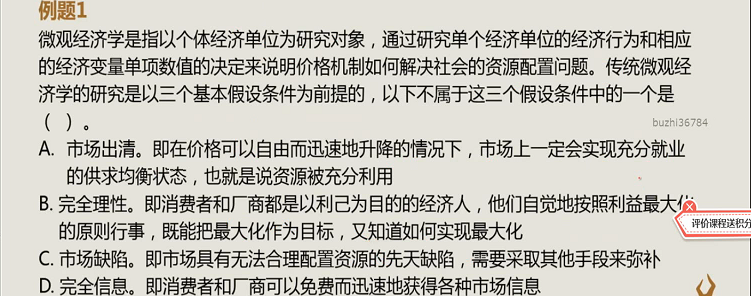 例题1
微观经济学是指以个体经济单位为研究对象，通过研究单个经济单位的经济行为和相应
的经济变量单项数值的决定来说明价格机制如何解决社会的资源配置问题。传统微观经
济学的研究是以三个基本假设条件为前提的，以下不属于这三个假设条件中的一个是
（ ）。
buzhi36784
A. 市场出清。即在价格可以自由而迅速地升降的情况下，市场上一定会实现充分就业
的供求均衡状态，也就是说资源被充分利用
B. 完全理性。即消费者和厂商都是以利己为目的的经济人，他们自觉地按照利益最大化
的原则行事，既能把最大化作为目标，又知道如何实现最大化
评价课程送积分
C. 市场缺陷。即市场具有无法合理配置资源的先天缺陷，需要采取其他手段来弥补
D. 完全信息。即消费者和厂商可以免费而迅速地获得各种市场信息